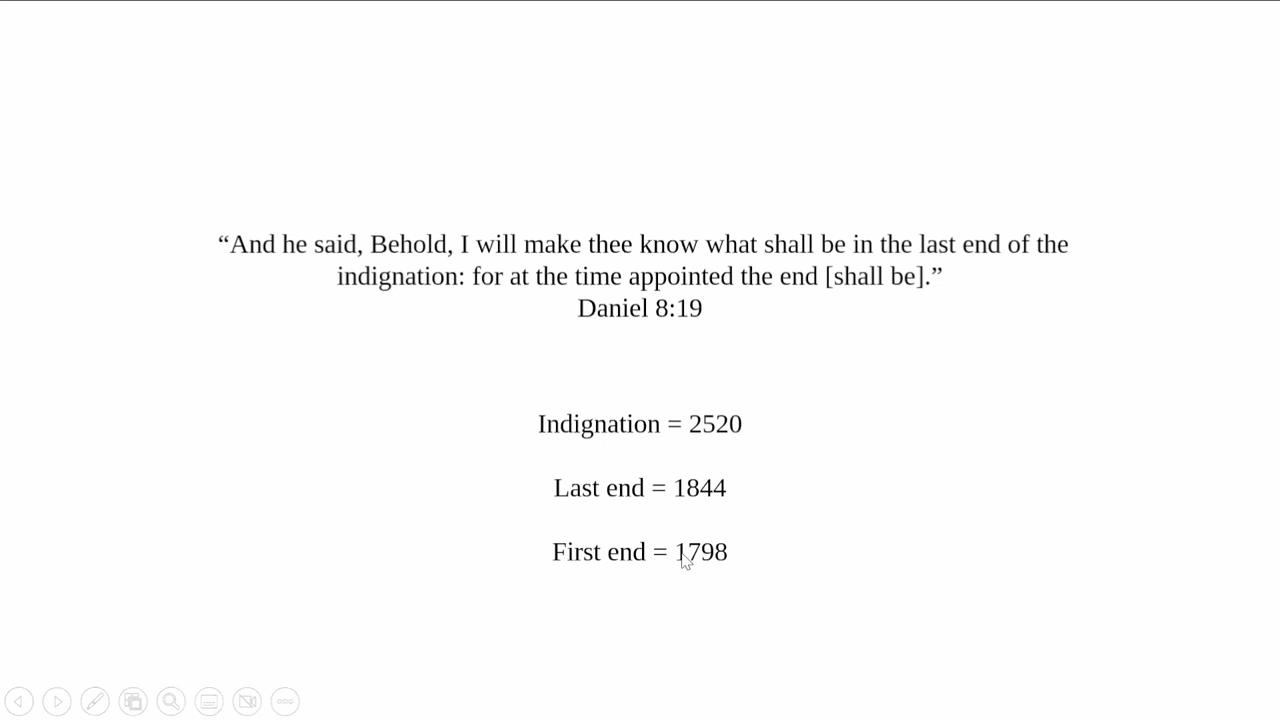 “And he said, Behold, I will make thee know what shall be in the last end of the
indignation: for at the time appointed the end [shall be].”
Daniel 8:19
Indignation = 2520
Last end = 1844
First end = 1798